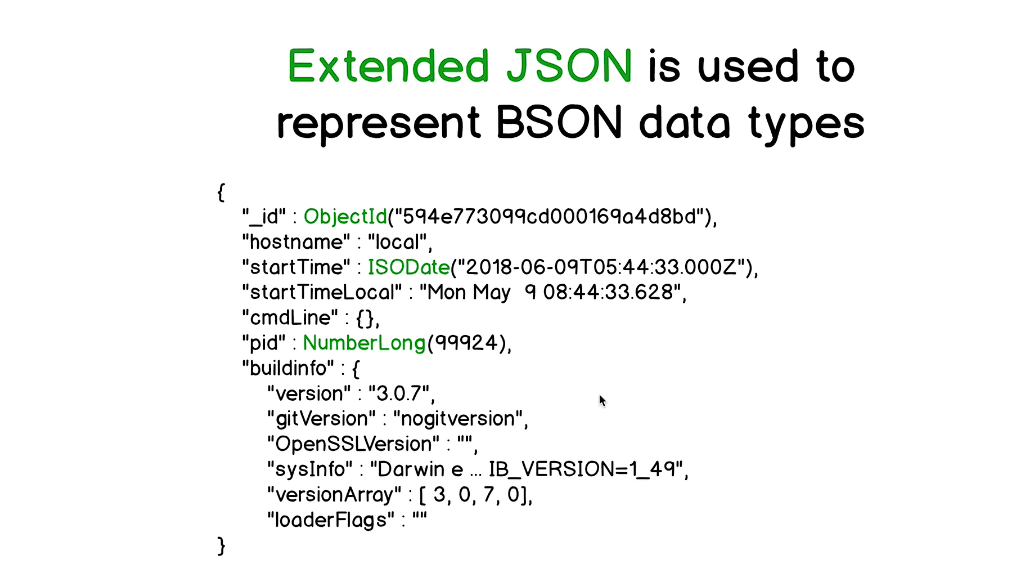 Extended JSON is used to
represent BSON data types
{
"_id" : ObjectId("594e773099cd000169a4d8bd"),
"hostname" : "local",
"startTime" : ISODate("2018-06-09T05:44:33.000Z"),
"startTimeLocal" : "Mon May  9 08:44:33.628",
"cmdLine" : {},
"pid" : NumberLong(99924),
"buildinfo" : {
"version" : "3.0.7",
"gitVersion" : "nogitversion",
"OpenSSLVersion" : "",
"sysInfo" : "Darwin e ... IB_VERSION=1_49",
"versionArray" : [ 3, 0, 7, 0],
"loaderFlags" : ""
}